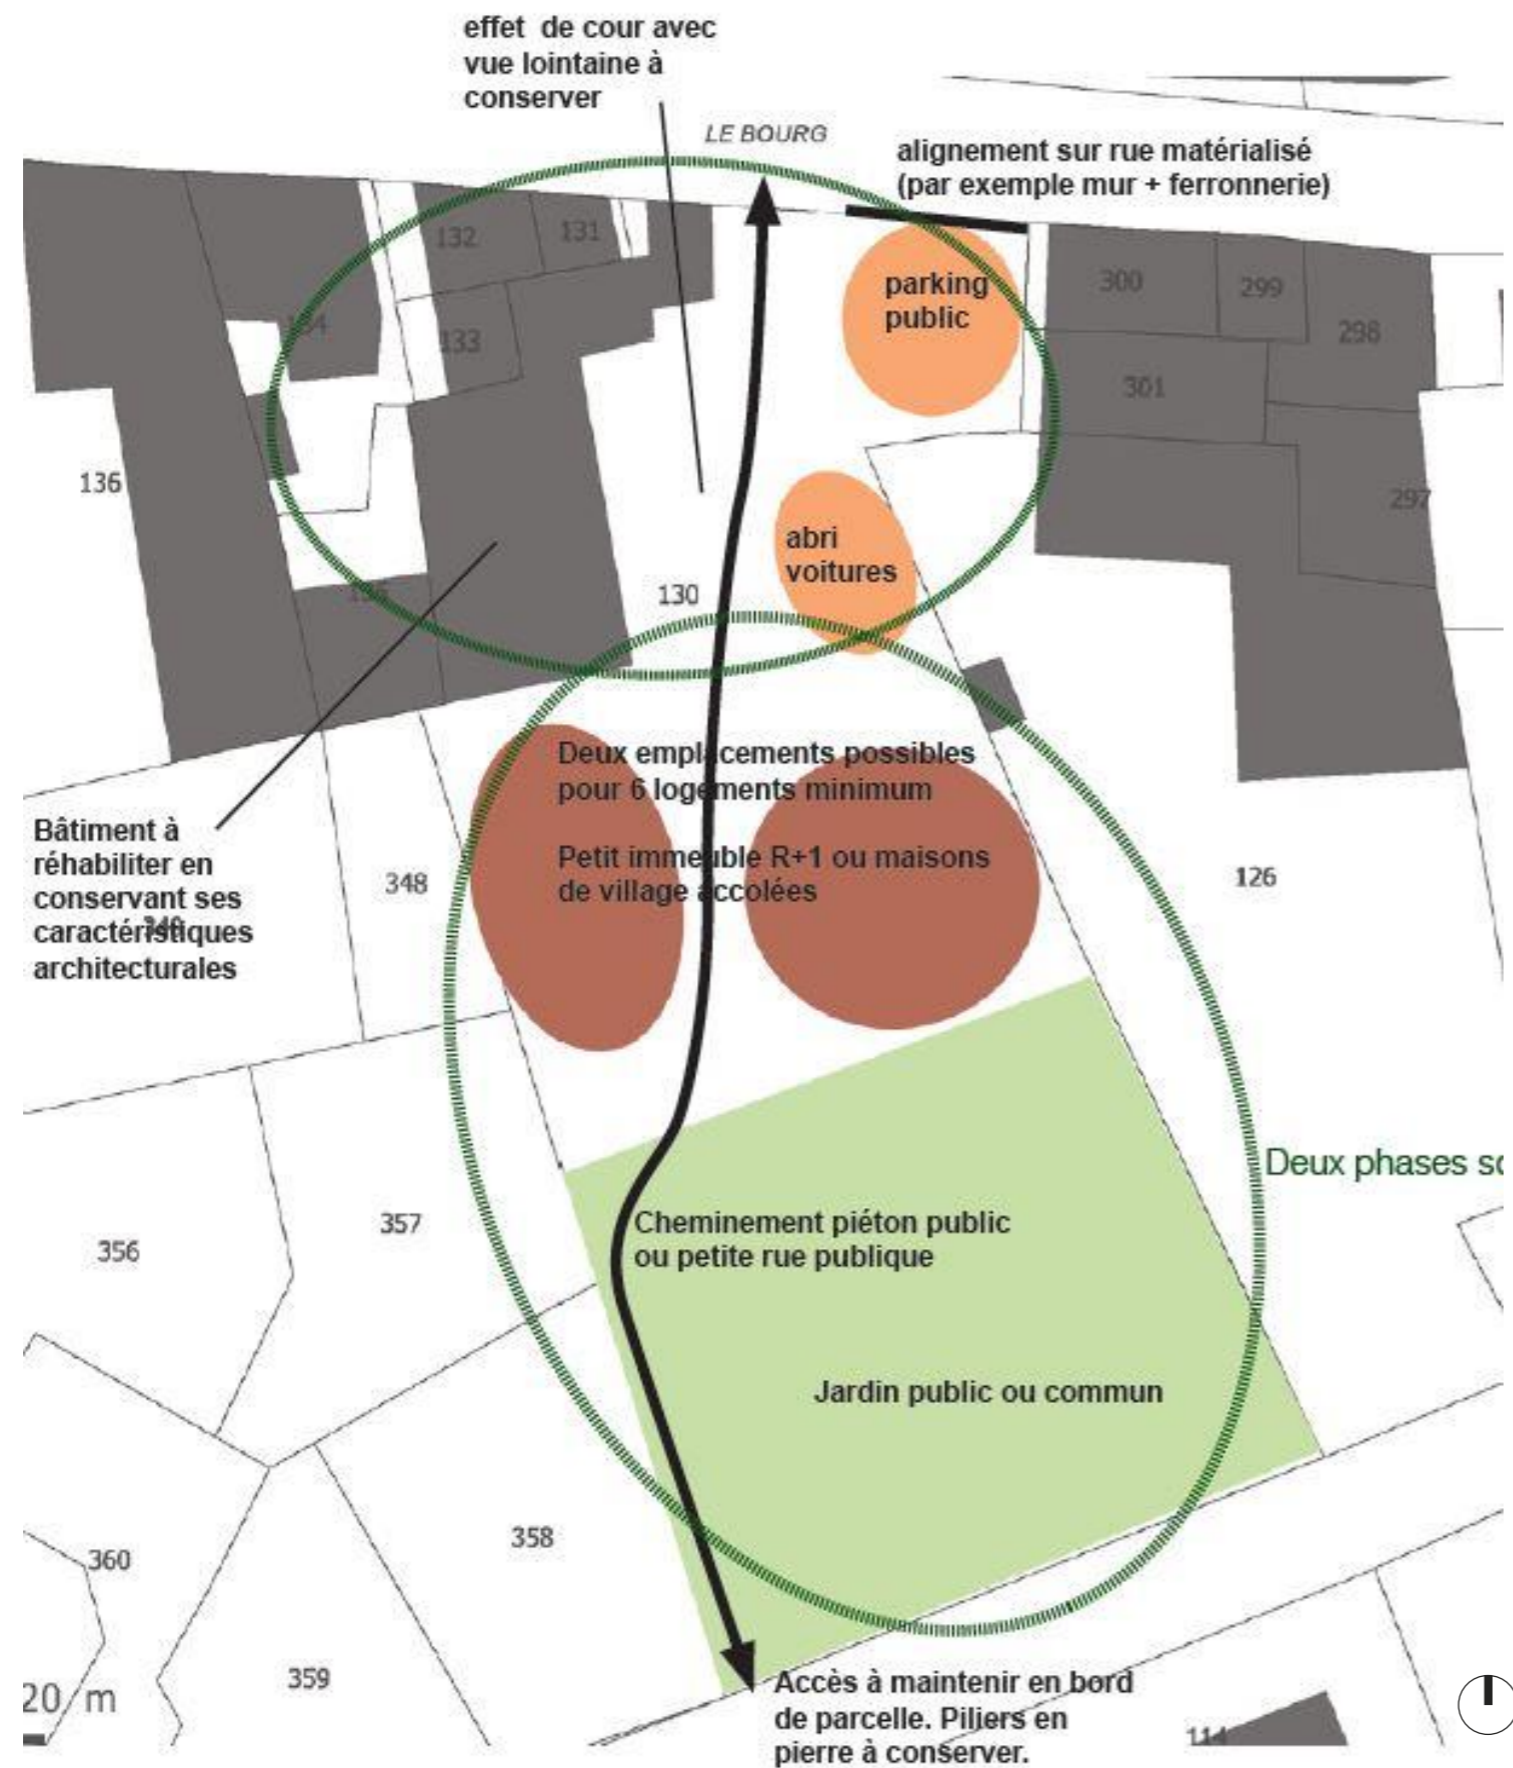 effet de cour avec
vue lointaine à
conserver
LE BOURG
alignement sur rue matérialisé
(par exemple mur + ferronnerie)
132
131
parking
public
300
299
298
133
301
136
297
abri
voitures
130
Deux emplacements possibles
pour 6 logements minimum
Petit immeuble R+1 ou maisons
de village accolées
Bâtiment à
réhabiliter en
conservant ses
caractéristiques
architecturales
348
126
Deux phases
357
356
Cheminement piéton public
ou petite rue publique
Jardin public ou commun
358
360
359
20 m
Accès à maintenir en bord
de parcelle. Piliers en
pierre à conserver.
114